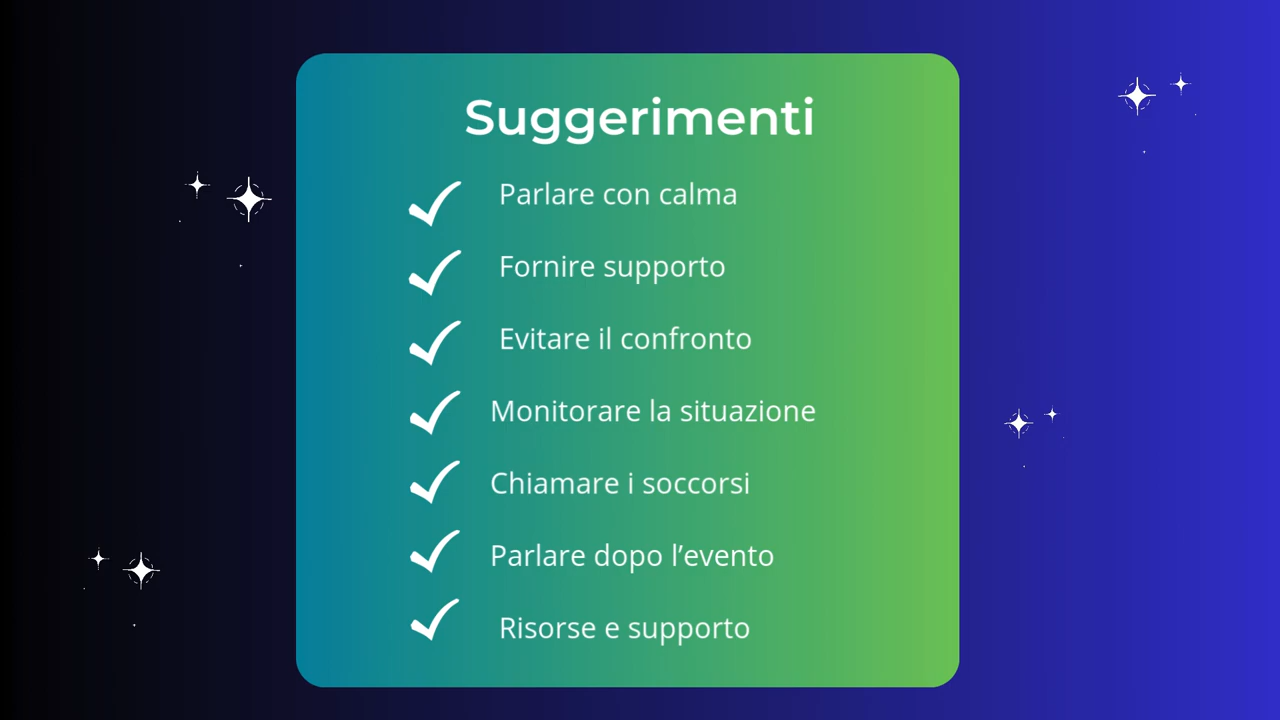 Suggerimenti
Parlare con calma
Fornire supporto
Evitare il confronto
Monitorare la situazione
Chiamare i soccorsi
Parlare dopo l’evento
Risorse e supporto